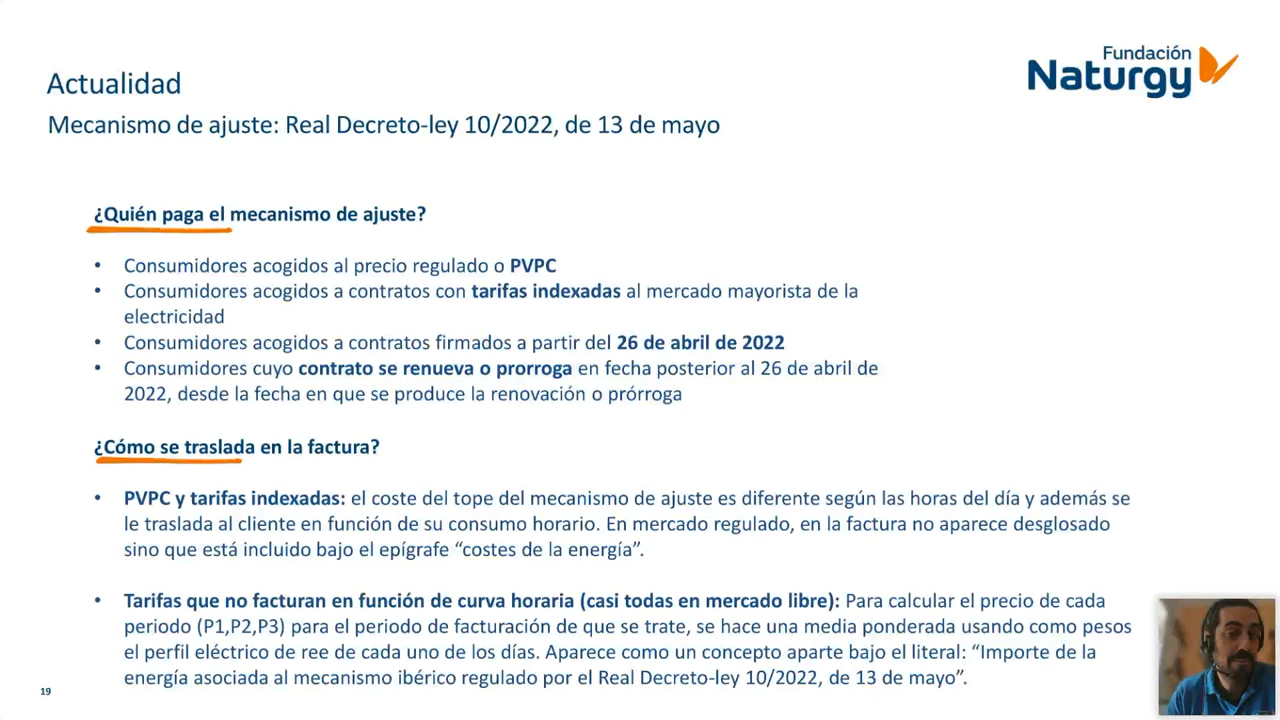 Fundación
Naturgy
Actualidad
Mecanismo de ajuste: Real Decreto-ley 10/2022, de 13 de mayo
¿Quién paga el mecanismo de ajuste?
• Consumidores acogidos al precio regulado o PVPC
• Consumidores acogidos a contratos con tarifas indexadas al mercado mayorista de la
electricidad
• Consumidores acogidos a contratos firmados a partir del 26 de abril de 2022
• Consumidores cuyo contrato se renueva o prorroga en fecha posterior al 26 de abril de
2022, desde la fecha en que se produce la renovación o prórroga
¿Cómo se traslada en la factura?
• PVPC y tarifas indexadas: el coste del tope del mecanismo de ajuste es diferente según las horas del día y además se
le traslada al cliente en función de su consumo horario. En mercado regulado, en la factura no aparece desglosado
sino que está incluido bajo el epígrafe “costes de la energía”.
• Tarifas que no facturan en función de curva horaria (casi todas en mercado libre): Para calcular el precio de cada
periodo (P1,P2,P3) para el periodo de facturación de que se trate, se hace una media ponderada usando como pesos
el perfil eléctrico de ree de cada uno de los días. Aparece como un concepto aparte bajo el literal: “Importe de la
energía asociada al mecanismo ibérico regulado por el Real Decreto-ley 10/2022, de 13 de mayo”.
19